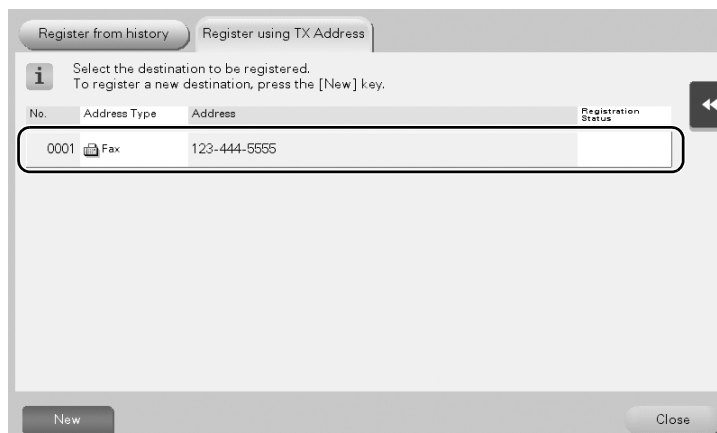 Register from history Register using TX Address
i
Select the destination to be registered.
To register a new destination, press the [New] key.
No. Address Type Address Registration Status
0001 Fax 123-444-5555
New Close